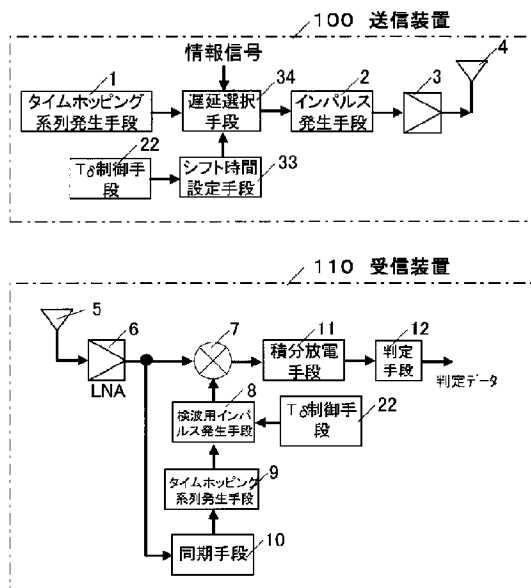 100 送信装置
情報信号
4
1
34
2
3
タイムホッピング
系列発生手段
遅延選択
手段
インパルス
発生手段
22
33
Tδ制御手
段
シフト時間
設定手段
110 受信装置
5
6
7
11
12
積分放電
手段
判定
手段
LNA
判定データ
8
検波用インパ
ルス発生手段
Tδ制御手
段
22
9
タイムホッピング
系列発生手段
10
同期手段